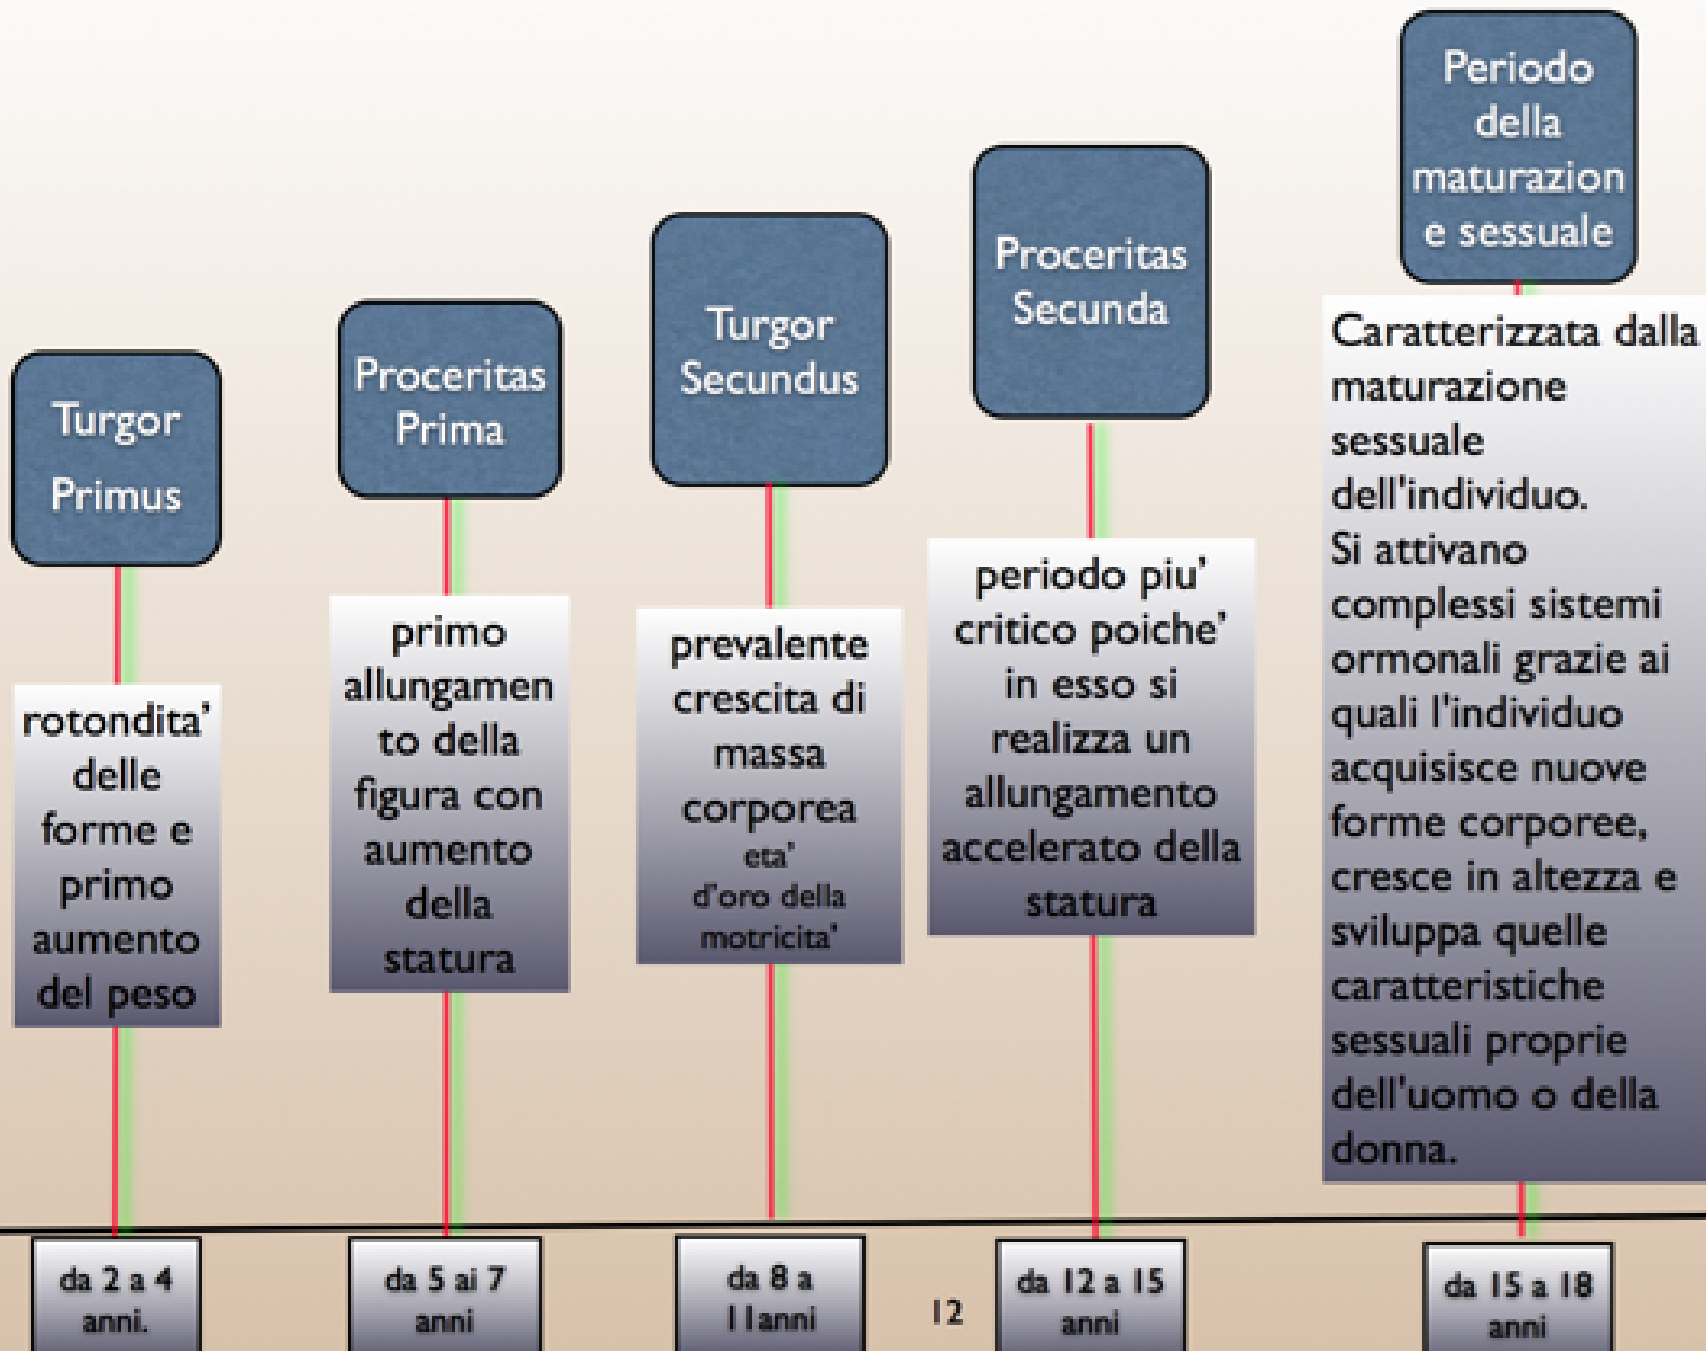 Turgor
Primus
rotondita'
delle
forme e
primo
aumento
del peso
da 2 a 4
anni.
Proceritas
Prima
primo
allungamen
to della
figura con
aumento
della
statura
da 5 ai 7
anni
Turgor
Secundus
prevalente
crescita di
massa
corporea
eta'
d'oro della
motricita'
da 8 a
11anni
Proceritas
Secunda
periodo piu'
critico poiche'
in esso si
realizza un
allungamento
accelerato della
statura
da 12 a 15
anni
Periodo
della
maturazion
e sessuale
Caratterizzata dalla
maturazione
sessuale
dell'individuo.
Si attivano
complessi sistemi
ormonali grazie ai
quali l'individuo
acquisisce nuove
forme corporee,
cresce in altezza e
sviluppa quelle
caratteristiche
sessuali proprie
dell'uomo o della
donna.
da 15 a 18
anni
12